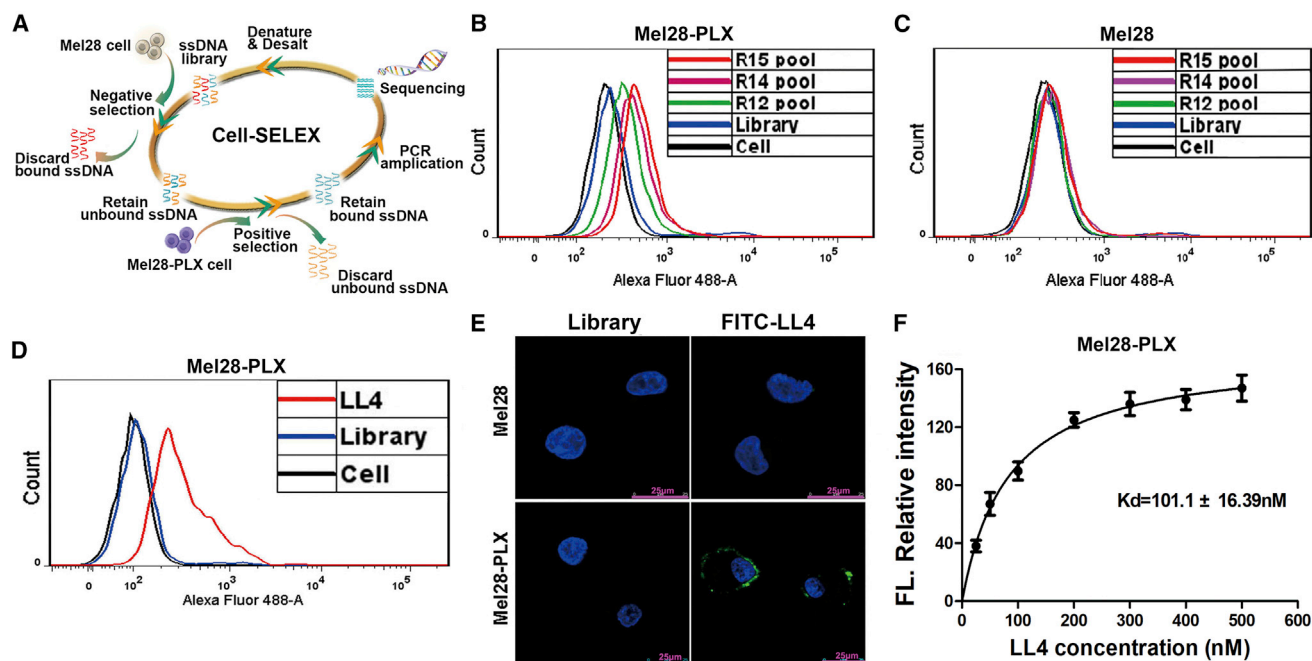 A
Mel28 cell
ssDNA
library
Denature
& Desalt
Negative
selection
Sequencing
Cell-SELEX
Discard
bound ssDNA
PCR
amplication
Retain
unbound ssDNA
Retain
bound ssDNA
Positive
selection
Mel28-PLX cell
Discard
unbound ssDNA
B
Mel28-PLX
R15 pool
R14 pool
R12 pool
Library
Cell
Count
0
0 10² 10³ 10⁴ 10⁵
Alexa Fluor 488-A
C
Mel28
R15 pool
R14 pool
R12 pool
Library
Cell
Count
0
0 10² 10³ 10⁴ 10⁵
Alexa Fluor 488-A
D
Mel28-PLX
LL4
Library
Cell
Count
0
0 10² 10³ 10⁴ 10⁵
Alexa Fluor 488-A
E
Library FITC-LL4
Mel28
25μm 25μm
Mel28-PLX
25μm 25μm
F
Mel28-PLX
FL. Relative intensity
160
120
80
40
0
Kd=101.1 ± 16.39nM
0 100 200 300 400 500 600
LL4 concentration (nM)